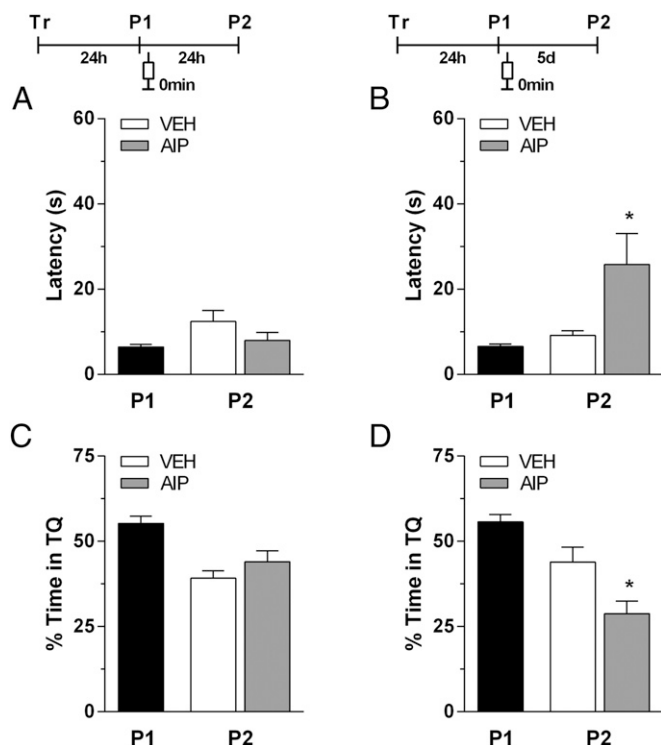 Tr P1 P2
24h 24h
0min
Tr P1 P2
24h 5d
0min
A
60
40
20
0
Latency (s)
VEH
AIP
P1 P2
B
60
40
20
0
Latency (s)
VEH
AIP
*
P1 P2
C
75
50
25
0
% Time in TQ
VEH
AIP
P1 P2
D
75
50
25
0
% Time in TQ
VEH
AIP
*
P1 P2